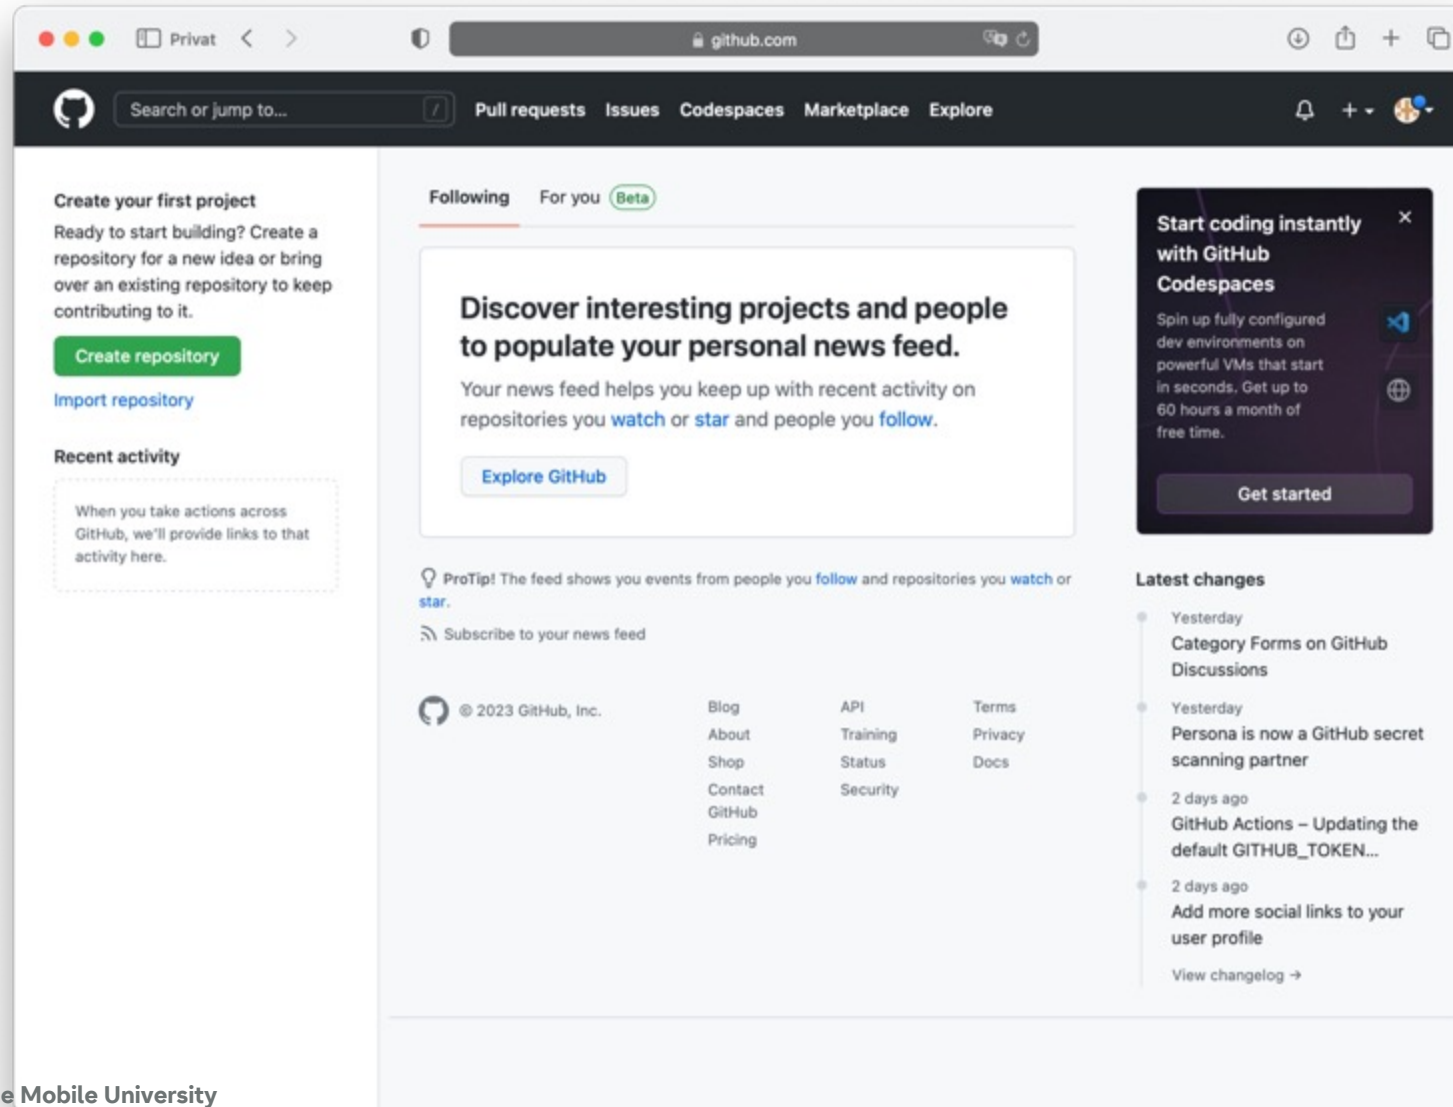 Privat
github.com
Search or jump to...
/
Pull requests
Issues
Codespaces
Marketplace
Explore
Create your first project
Ready to start building? Create a
repository for a new idea or bring
over an existing repository to keep
contributing to it.
Create repository
Import repository
Recent activity
When you take actions across
GitHub, we'll provide links to that
activity here.
Following
For you Beta
Discover interesting projects and people
to populate your personal news feed.
Your news feed helps you keep up with recent activity on
repositories you watch or star and people you follow.
Explore GitHub
ProTip! The feed shows you events from people you follow and repositories you watch or
star.
Subscribe to your news feed
© 2023 GitHub, Inc.
Blog
About
Shop
Contact
GitHub
Pricing
API
Training
Status
Security
Terms
Privacy
Docs
Start coding instantly
with GitHub
Codespaces
Spin up fully configured
dev environments on
powerful VMs that start
in seconds. Get up to
60 hours a month of
free time.
Get started
Latest changes
Yesterday
Category Forms on GitHub
Discussions
Yesterday
Persona is now a GitHub secret
scanning partner
2 days ago
GitHub Actions – Updating the
default GITHUB_TOKEN...
2 days ago
Add more social links to your
user profile
View changelog →
e Mobile University